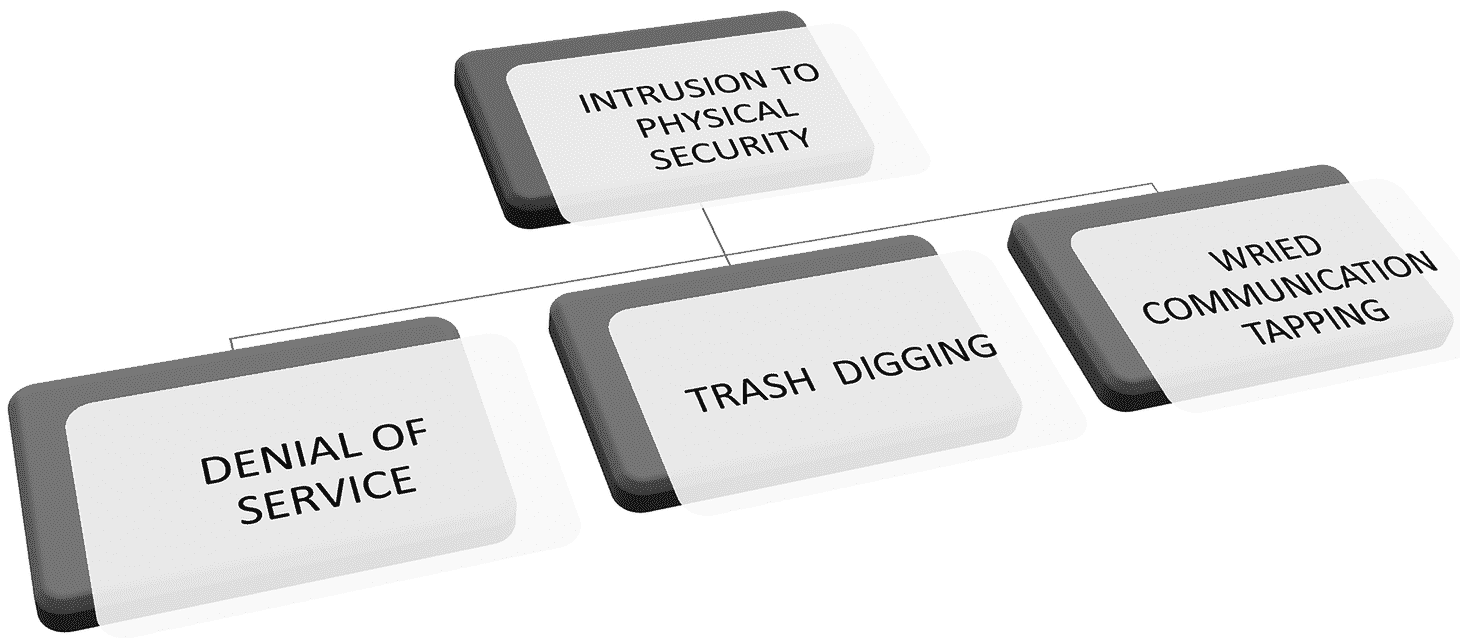 INTRUSION TO
PHYSICAL
SECURITY
DENIAL OF
SERVICE
TRASH DIGGING
WRIED
COMMUNICATION
TAPPING